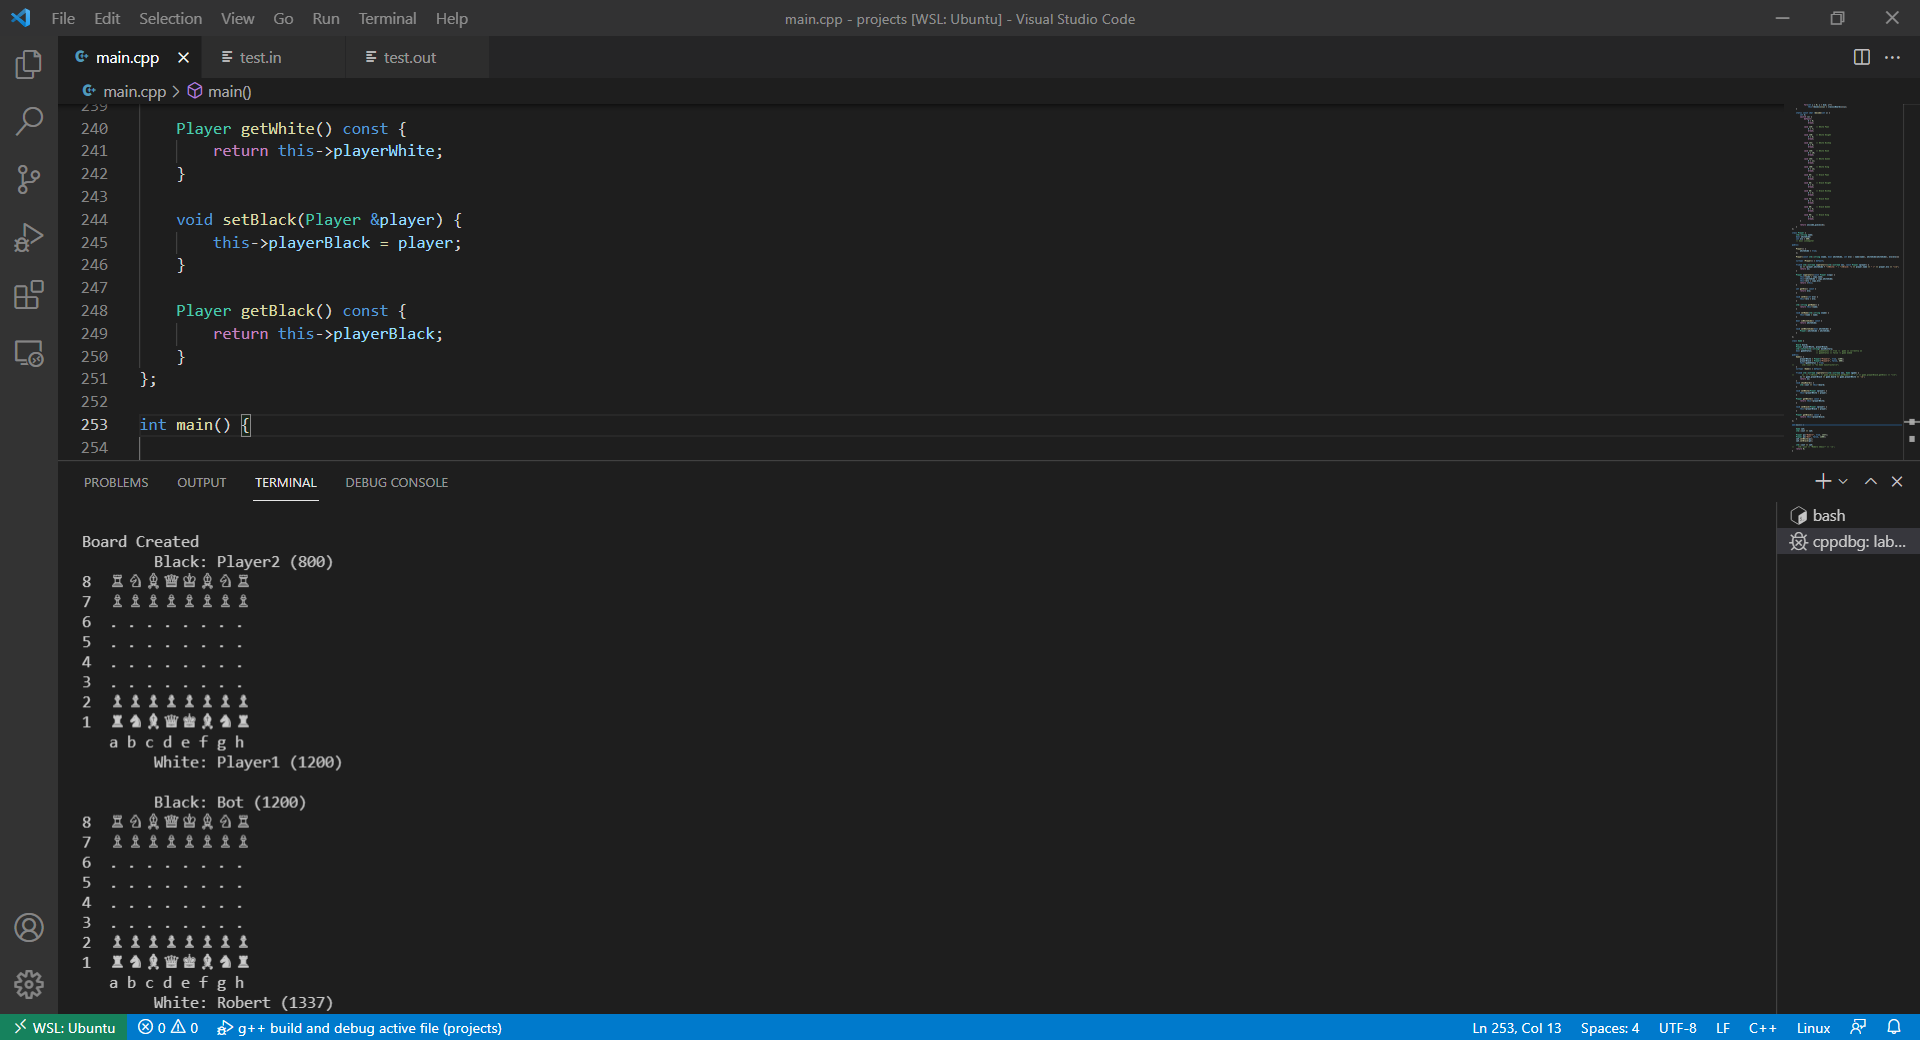 File Edit Selection View Go Run Terminal Help
main.cpp - projects [WSL: Ubuntu] - Visual Studio Code
main.cpp
test.in
test.out
main.cpp > main()
239
240 Player getWhite() const {
241 return this->playerWhite;
242 }
243
244 void setBlack(Player &player) {
245 this->playerBlack = player;
246 }
247
248 Player getBlack() const {
249 return this->playerBlack;
250 }
251 };
252
253 int main() {
254
PROBLEMS OUTPUT TERMINAL DEBUG CONSOLE
bash
cppdbg: lab...
Board Created
Black: Player2 (800)
8 ♖ ♘ ♗ ♕ ♔ ♗ ♘ ♖
7 ♙ ♙ ♙ ♙ ♙ ♙ ♙ ♙
6 . . . . . . . .
5 . . . . . . . .
4 . . . . . . . .
3 . . . . . . . .
2 ♟ ♟ ♟ ♟ ♟ ♟ ♟ ♟
1 ♜ ♞ ♝ ♛ ♚ ♝ ♞ ♜
a b c d e f g h
White: Player1 (1200)
Black: Bot (1200)
8 ♖ ♘ ♗ ♕ ♔ ♗ ♘ ♖
7 ♙ ♙ ♙ ♙ ♙ ♙ ♙ ♙
6 . . . . . . . .
5 . . . . . . . .
4 . . . . . . . .
3 . . . . . . . .
2 ♟ ♟ ♟ ♟ ♟ ♟ ♟ ♟
1 ♜ ♞ ♝ ♛ ♚ ♝ ♞ ♜
a b c d e f g h
White: Robert (1337)
WSL: Ubuntu 0 0 g++ build and debug active file (projects) Ln 253, Col 13 Spaces: 4 UTF-8 LF C++ Linux